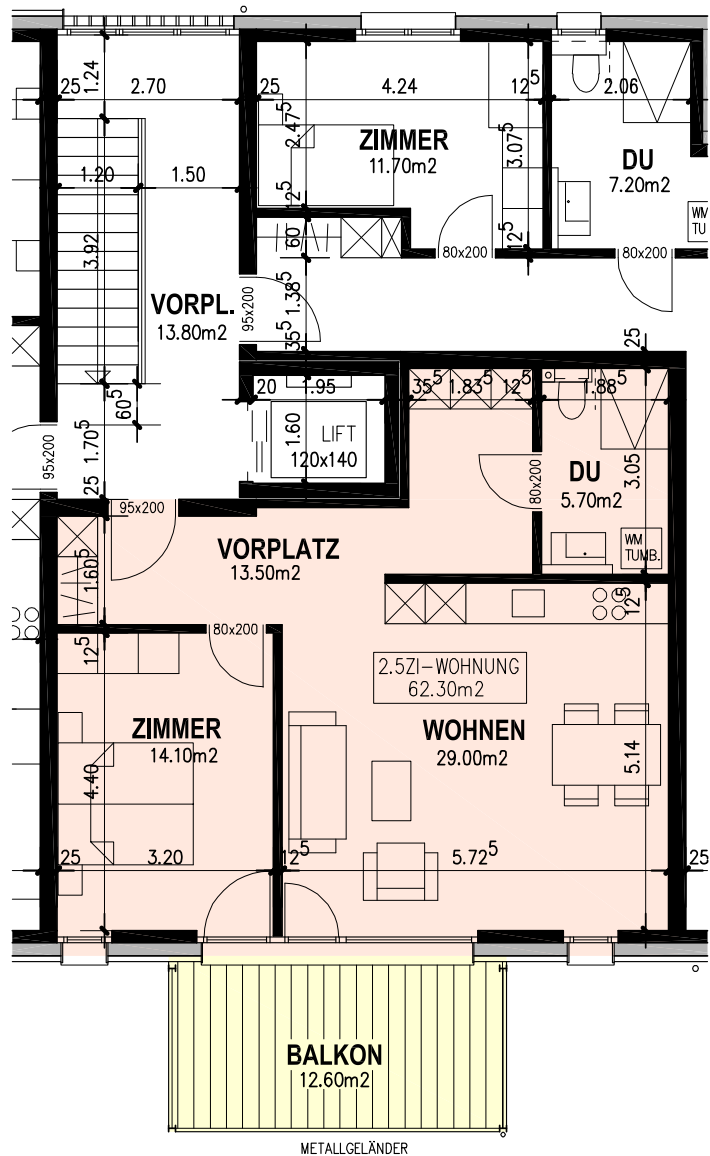 1.24
25
2.70
25
4.24
12⁵
2.06
2.47⁵
ZIMMER
11.70m2
3.07⁵
DU
7.20m2
1.20
1.50
12⁵
WM
TU
3.92
60
12⁵
80x200
80x200
VORPL.
13.80m2
95x200
1.38⁵
35⁵
25
60⁵
20
1.95
35⁵
1.83⁵
12⁵
1.88⁵
1.70⁵
95x200
1.60
LIFT
120x140
80x200
DU
5.70m2
3.05
25
95x200
VORPLATZ
13.50m2
WM
TUMB.
1.60⁵
12⁵
80x200
12⁵
2.5ZI-WOHNUNG
62.30m2
ZIMMER
14.10m2
WOHNEN
29.00m2
4.40
5.14
25
3.20
12⁵
5.72⁵
25
BALKON
12.60m2
METALLGELÄNDER